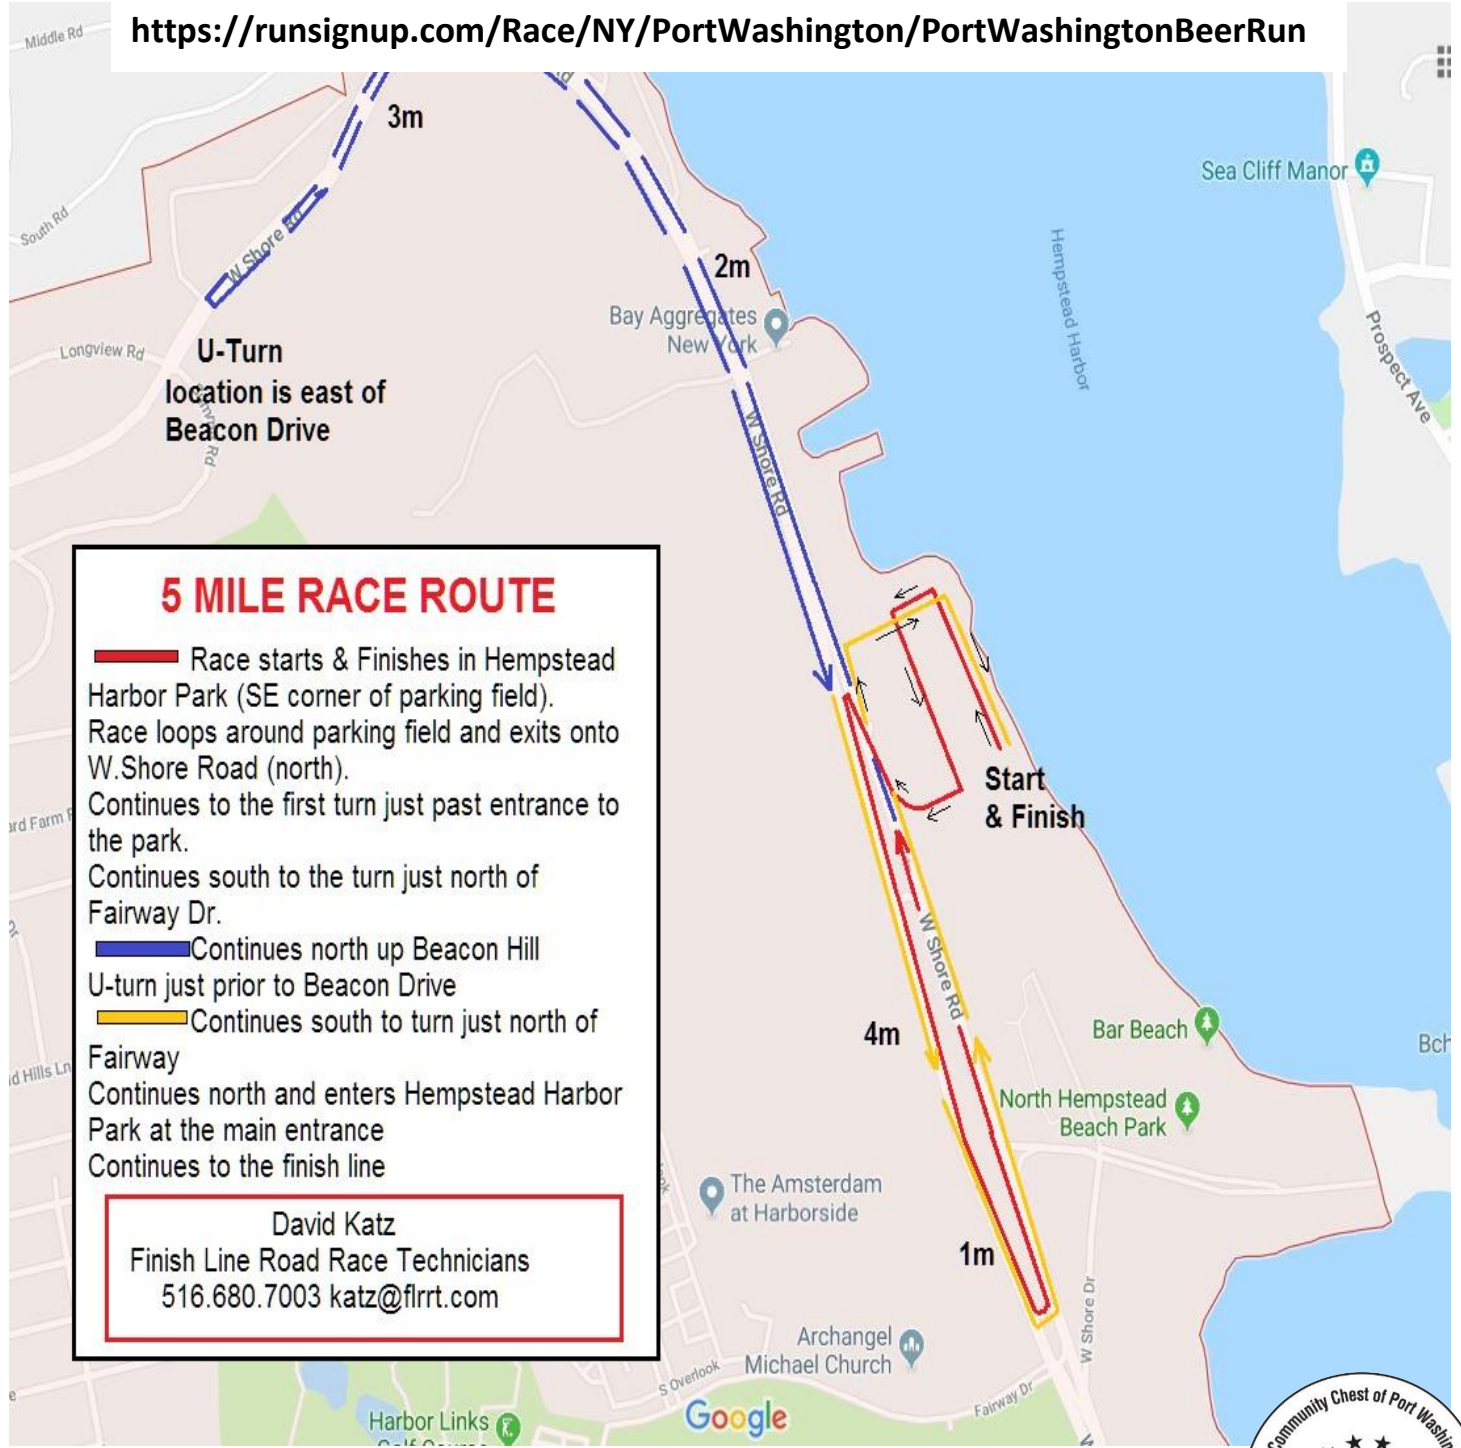 https://runsignup.com/Race/NY/PortWashington/PortWashingtonBeerRun
Middle Rd
3m
Sea Cliff Manor
South Rd
W Shore Rd
2m
Hempstead Harbor
Bay Aggregates
New York
Prospect Ave
Longview Rd
U-Turn
location is east of
Beacon Drive
Rd
W Shore Rd
5 MILE RACE ROUTE
Race starts & Finishes in Hempstead
Harbor Park (SE corner of parking field).
Race loops around parking field and exits onto
W.Shore Road (north).
Continues to the first turn just past entrance to
the park.
Continues south to the turn just north of
Fairway Dr.
Continues north up Beacon Hill
U-turn just prior to Beacon Drive
Continues south to turn just north of
Fairway
Continues north and enters Hempstead Harbor
Park at the main entrance
Continues to the finish line
David Katz
Finish Line Road Race Technicians
516.680.7003 katz@flrrt.com
Start
& Finish
W Shore Rd
4m
Bar Beach
Bch
North Hempstead
Beach Park
The Amsterdam
at Harborside
1m
W Shore Dr
Archangel
Michael Church
S Overlook
Fairway Dr
Google
Harbor Links
Golf Course
Community Chest of Port Washin